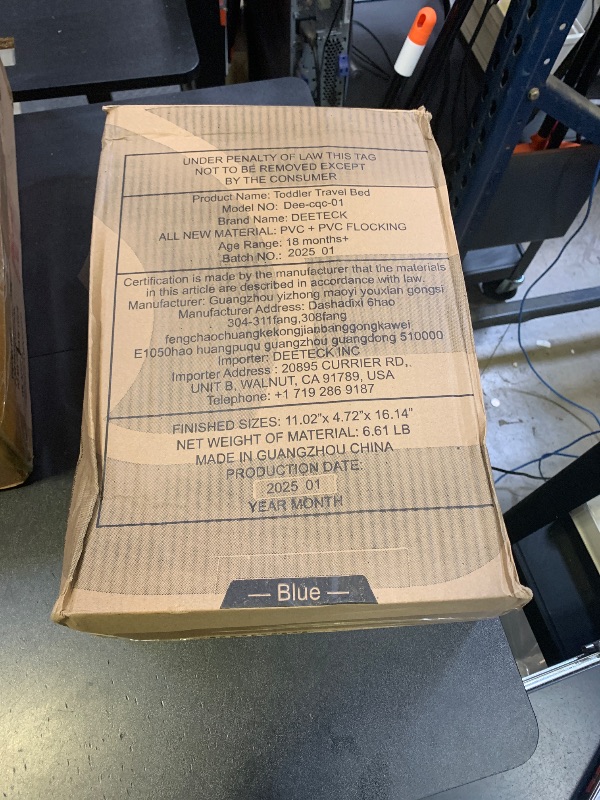 UNDER PENALTY OF LAW THIS TAG
NOT TO BE REMOVED EXCEPT
BY THE CONSUMER
Product Name: Toddler Travel Bed
Model NO: Dee-cqc-01
Brand Name: DEETECK
ALL NEW MATERIAL: PVC + PVC FLOCKING
Age Range: 18 months+
Batch NO.: 2025 01
Certification is made by the manufacturer that the materials
in this article are described in accordance with law.
Manufacturer: Guangzhou yizhong maoyi youxian gongsi
Manufacturer Address: Dashadixi 6hao
304-311fang,308fang
fengchaochuangkekongjianbanggongkawei
E1050hao huangpuqu guangzhou guangdong 510000
Importer: DEETECK INC
Importer Address : 20895 CURRIER RD,.
UNIT B, WALNUT, CA 91789, USA
Telephone: +1 719 286 9187
FINISHED SIZES: 11.02"x 4.72"x 16.14"
NET WEIGHT OF MATERIAL: 6.61 LB
MADE IN GUANGZHOU CHINA
PRODUCTION DATE:
2025 01
YEAR MONTH
— Blue —